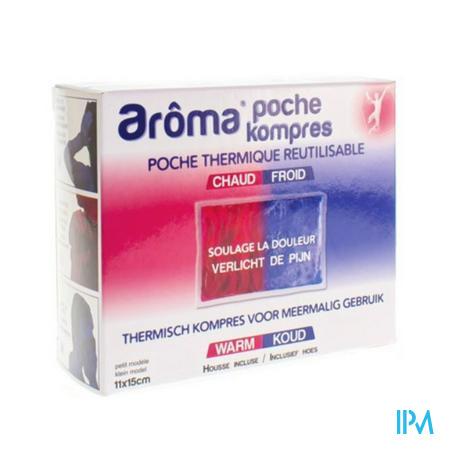 arôma® poche
kompres
POCHE THERMIQUE REUTILISABLE
CHAUD FROID
SOULAGE LA DOULEUR
VERLICHT DE PIJN
THERMISCH KOMPRES VOOR MEERMALIG GEBRUIK
WARM KOUD
petit modèle
klein model
11x15cm
HOUSSE INCLUSE / INCLUSIEF HOES
IPM